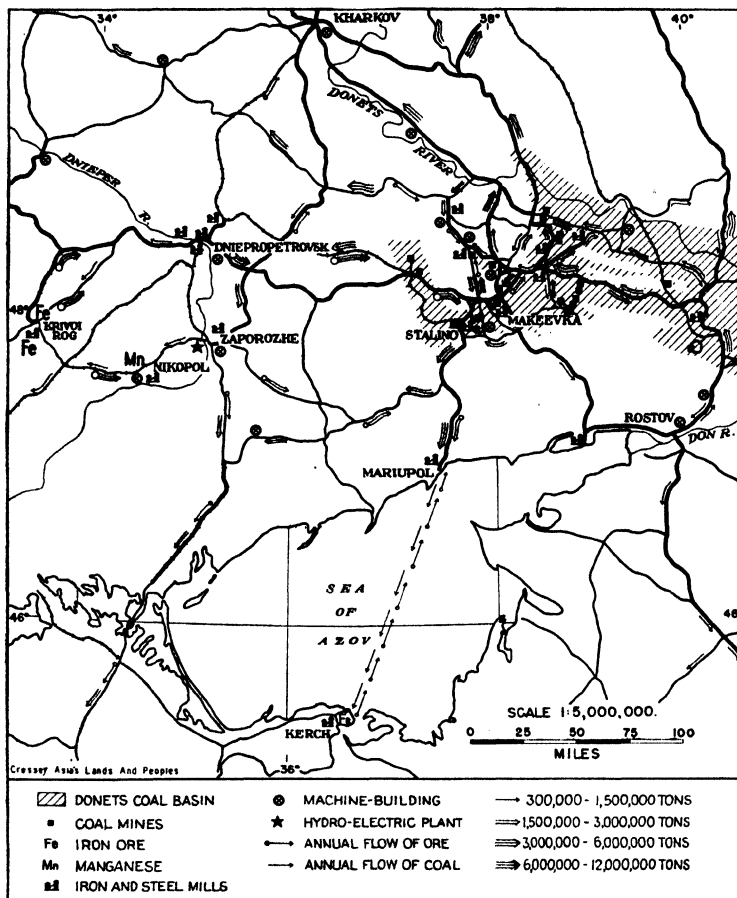 34°
KHARKOV
38°
40°
DONETS
RIVER
DNIEPER
R.
DNIEPROPETROVSK
48°
Fe
KRIVOI
ROG
Fe
ZAPOROZHE
Mn
NIKOPOL
STALINO
MAKEEVKA
ROSTOV
DON R.
MARIUPOL
SEA
OF
AZOV
46°
46
KERCH
Fe
36°
SCALE 1:5,000,000.
0 25 50 100
MILES
Cressey Asia's Lands And Peoples
DONETS COAL BASIN
COAL MINES
Fe IRON ORE
Mn MANGANESE
IRON AND STEEL MILLS
MACHINE-BUILDING
HYDRO-ELECTRIC PLANT
ANNUAL FLOW OF ORE
ANNUAL FLOW OF COAL
300,000 - 1,500,000 TONS
1,500,000 - 3,000,000 TONS
3,000,000 - 6,000,000 TONS
6,000,000 - 12,000,000 TONS